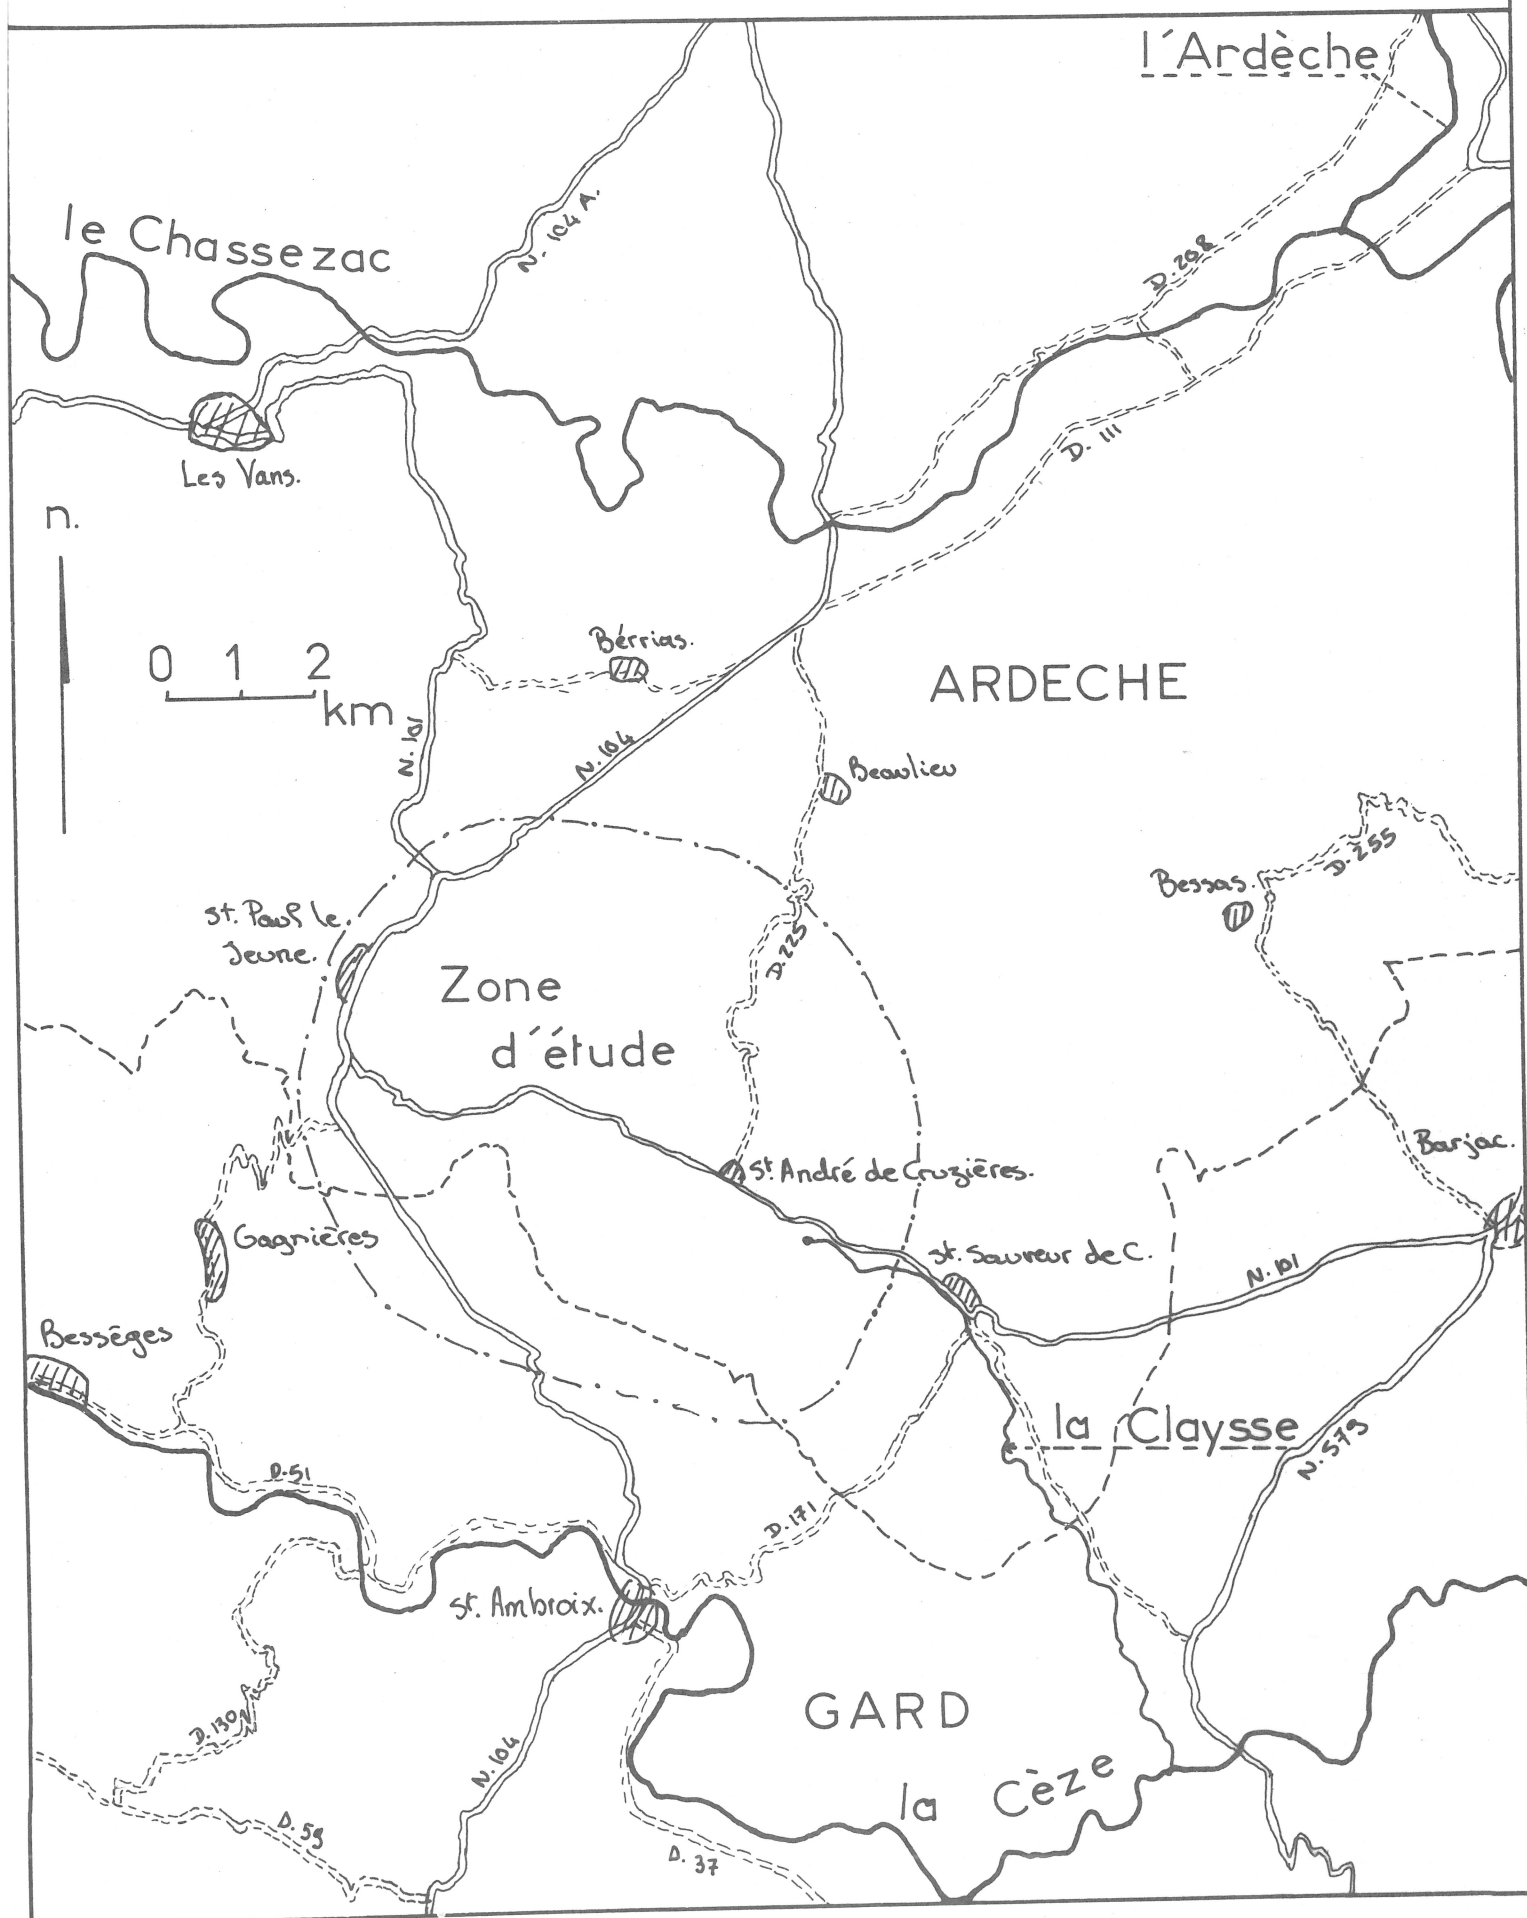 l'Ardèche
le Chassezac
N. 104 A.
D. 208
D. 111
Les Vans.
n.
0 1 2
km
Bérrias.
ARDECHE
N. 101
N. 104
Beaulieu
D. 255
Bessas.
St. Paul le
Jeune.
D. 225
Zone
d'étude
Barjac.
St. André de Cruzières.
Gagnières
St. Sauveur de C.
N. 101
Bessèges
la Claysse
N. 579
D. 51
D. 171
St. Ambroix.
GARD
D. 130
N. 104
la Cèze
D. 59
D. 37